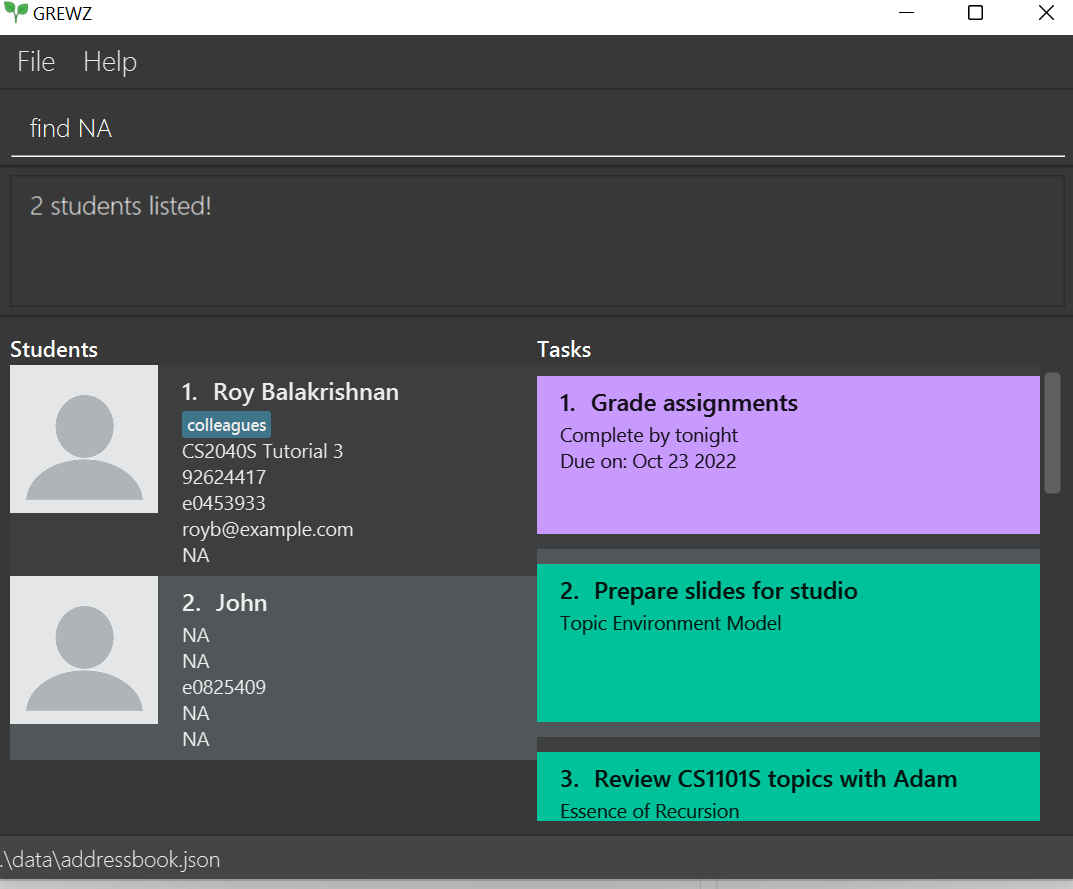 GREWZ
File Help
find NA
2 students listed!
Students
1. Roy Balakrishnan
colleagues
CS2040S Tutorial 3
92624417
e0453933
royb@example.com
NA
2. John
NA
NA
e0825409
NA
NA
Tasks
1. Grade assignments
Complete by tonight
Due on: Oct 23 2022
2. Prepare slides for studio
Topic Environment Model
3. Review CS1101S topics with Adam
Essence of Recursion
.\data\addressbook.json